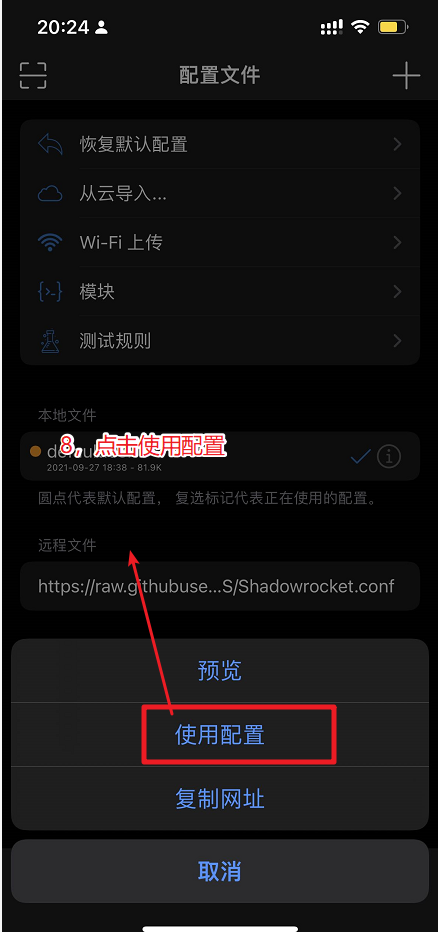 20:24
配置文件
恢复默认配置
从云导入...
Wi-Fi 上传
模块
测试规则
本地文件
8，点击使用配置
2021-09-27 18:38 - 81.9K
圆点代表默认配置，复选标记代表正在使用的配置。
远程文件
https://raw.githubuse...S/Shadowrocket.conf
预览
使用配置
复制网址
取消